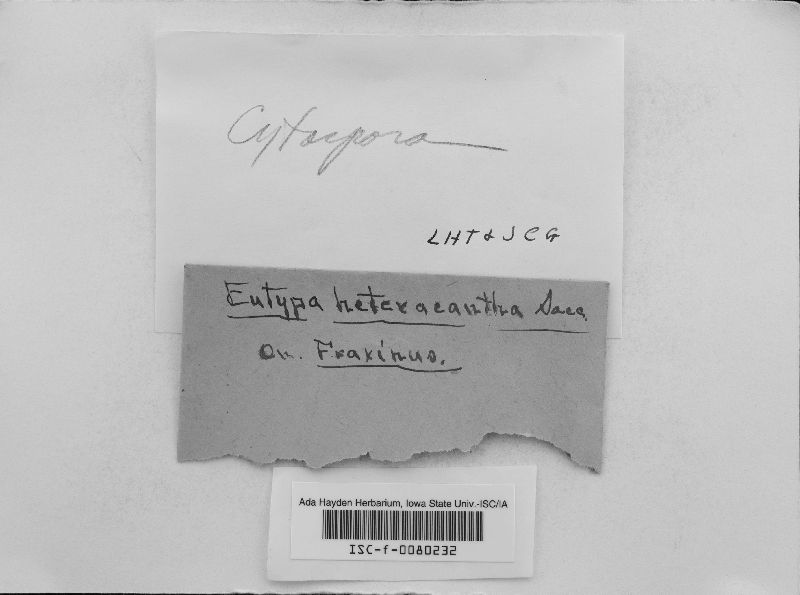 Cytospora
LHT & JCG
Eutypa heteracantha Sacc.
on. Fraxinus.
Ada Hayden Herbarium, Iowa State Univ.-ISC/IA
ISC-f-0080232